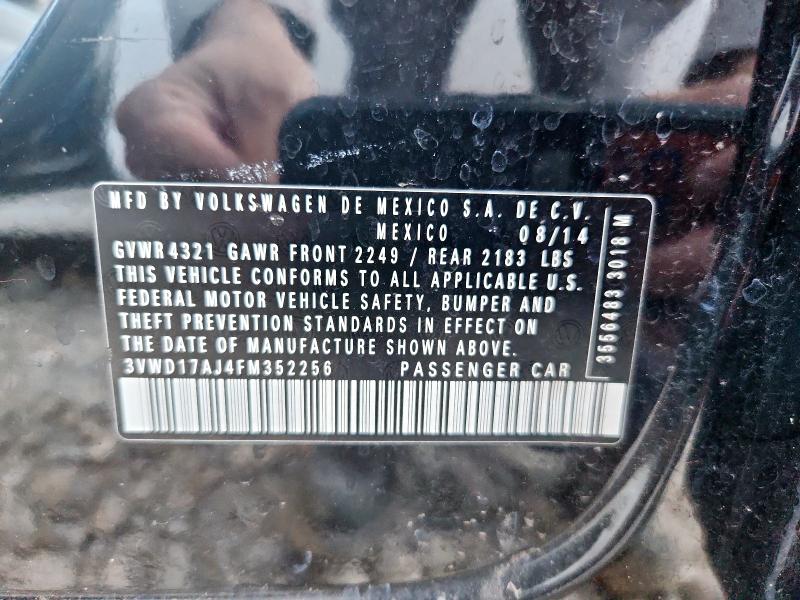 MFD BY VOLKSWAGEN DE MEXICO S.A. DE C.V.
MEXICO 08/14
GVWR 4321 GAWR FRONT 2249 / REAR 2183 LBS
THIS VEHICLE CONFORMS TO ALL APPLICABLE U.S.
FEDERAL MOTOR VEHICLE SAFETY, BUMPER AND
THEFT PREVENTION STANDARDS IN EFFECT ON
THE DATE OF MANUFACTURE SHOWN ABOVE.
3VWD17AJ4FM352256 PASSENGER CAR
3556483 3018 M